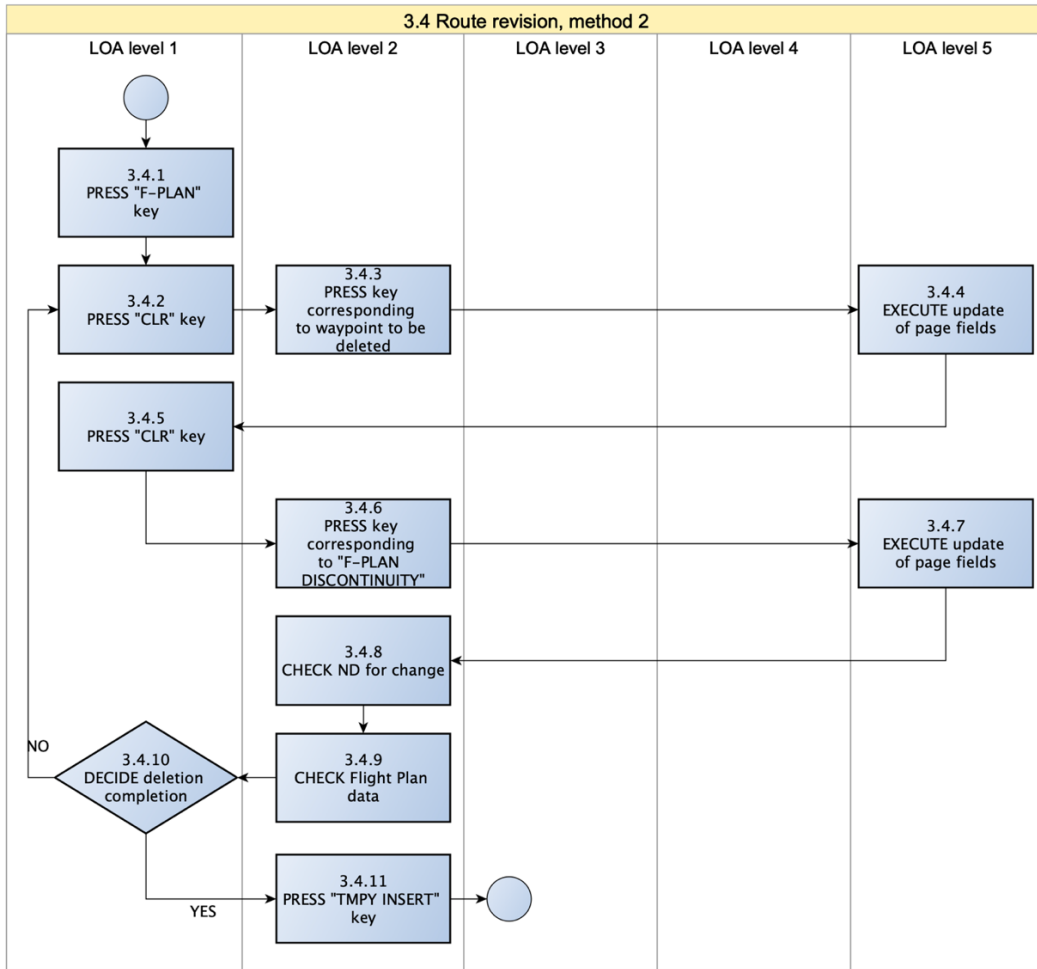 3.4 Route revision, method 2
LOA level 1
LOA level 2
LOA level 3
LOA level 4
LOA level 5
3.4.1
PRESS "F-PLAN"
key
3.4.2
PRESS "CLR" key
3.4.3
PRESS key
corresponding
to waypoint to be
deleted
3.4.4
EXECUTE update
of page fields
3.4.5
PRESS "CLR" key
3.4.6
PRESS key
corresponding
to "F-PLAN
DISCONTINUITY"
3.4.7
EXECUTE update
of page fields
3.4.8
CHECK ND for change
3.4.9
CHECK Flight Plan
data
3.4.10
DECIDE deletion
completion
NO
YES
3.4.11
PRESS "TMPY INSERT"
key